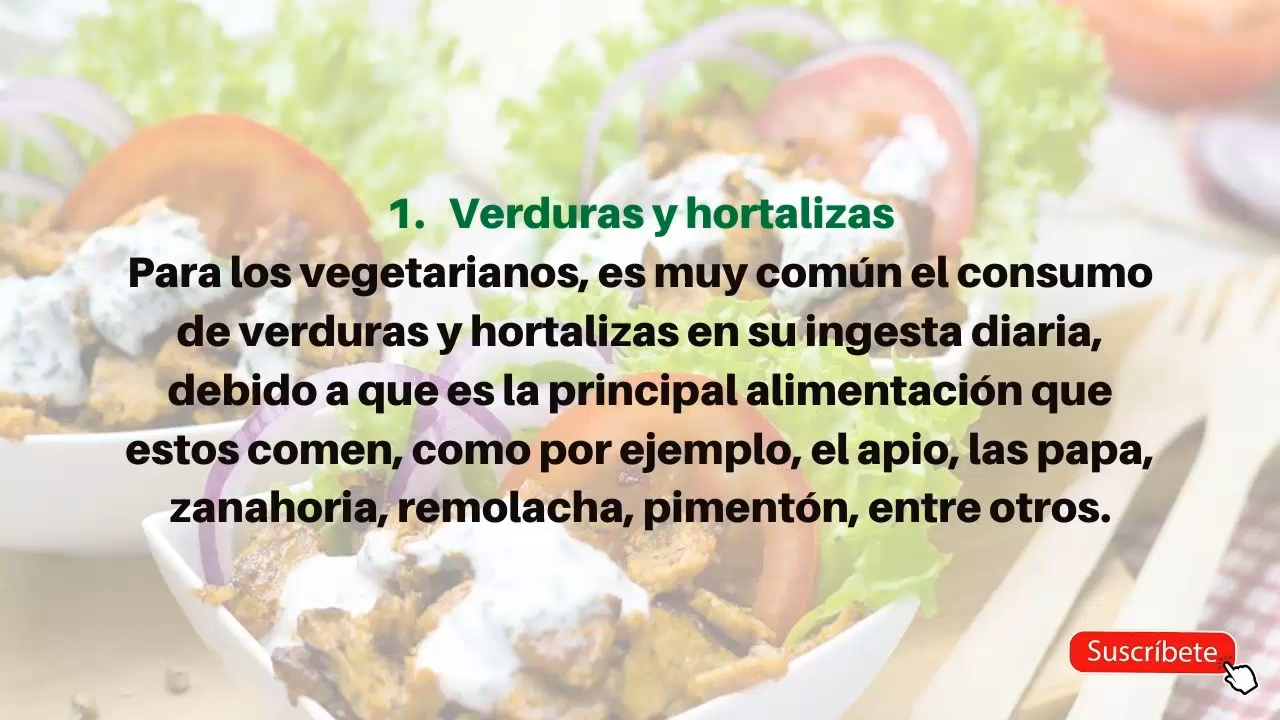 1. Verduras y hortalizas
Para los vegetarianos, es muy común el consumo
de verduras y hortalizas en su ingesta diaria,
debido a que es la principal alimentación que
estos comen, como por ejemplo, el apio, las papa,
zanahoria, remolacha, pimentón, entre otros.
Suscríbete